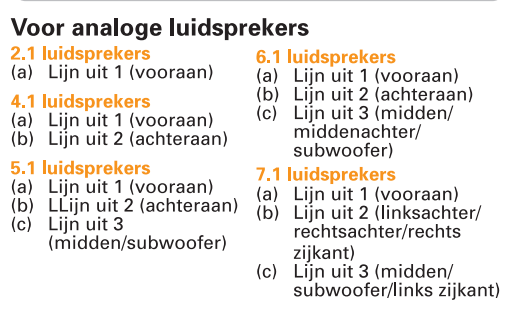 Voor analoge luidsprekers
2.1 luidsprekers
(a) Lijn uit 1 (vooraan)
4.1 luidsprekers
(a) Lijn uit 1 (vooraan)
(b) Lijn uit 2 (achteraan)
5.1 luidsprekers
(a) Lijn uit 1 (vooraan)
(b) LLijn uit 2 (achteraan)
(c) Lijn uit 3
(midden/subwoofer)
6.1 luidsprekers
(a) Lijn uit 1 (vooraan)
(b) Lijn uit 2 (achteraan)
(c) Lijn uit 3 (midden/
middenachter/
subwoofer)
7.1 luidsprekers
(a) Lijn uit 1 (vooraan)
(b) Lijn uit 2 (linksachter/
rechtsachter/rechts
zijkant)
(c) Lijn uit 3 (midden/
subwoofer/links zijkant)